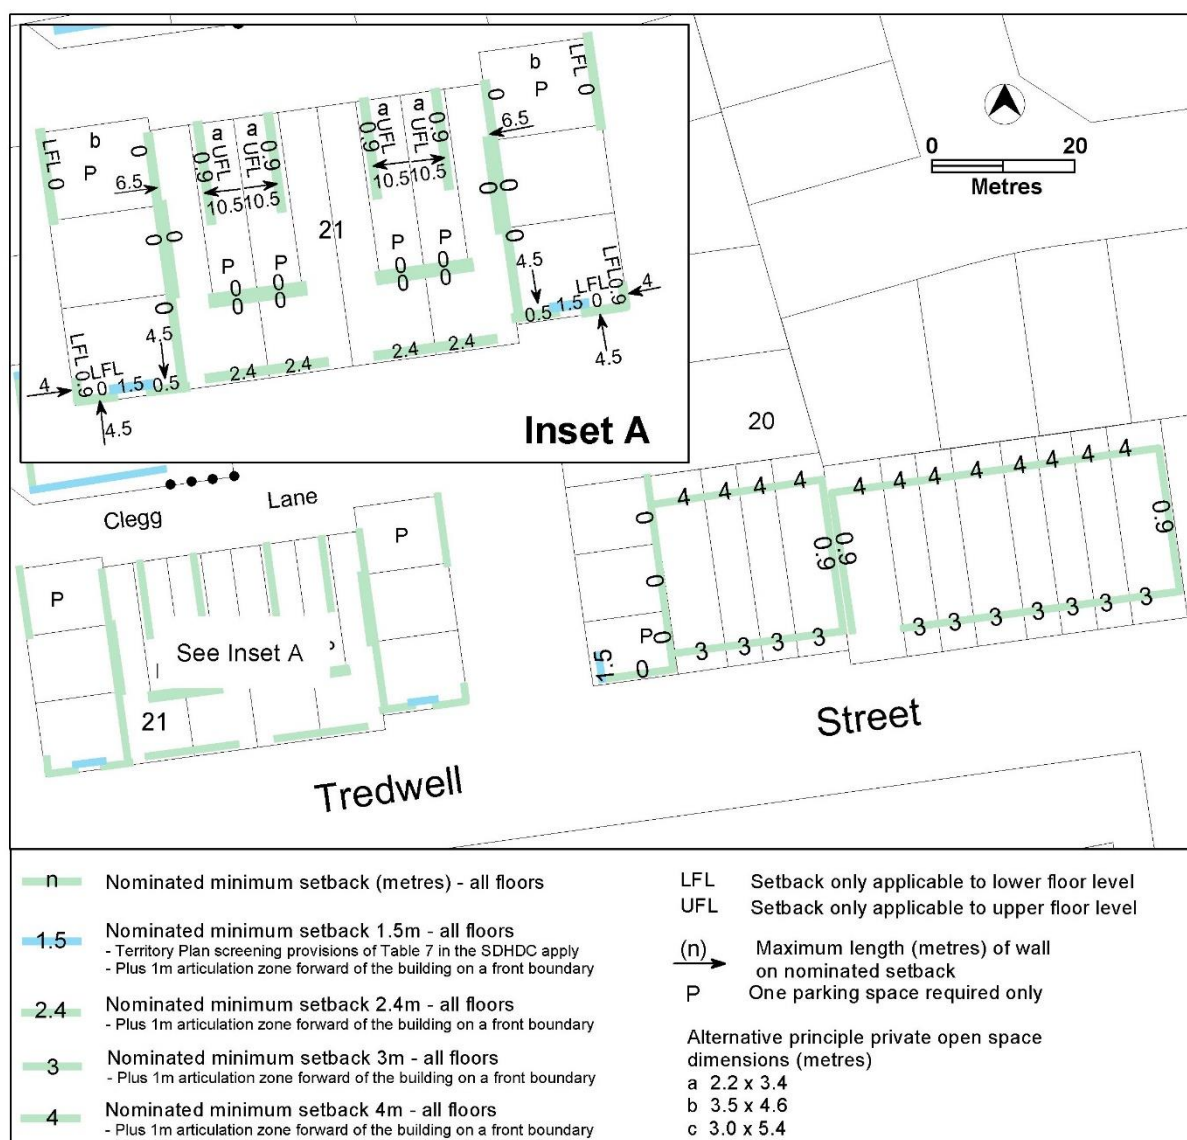 b
P
LFL 0
0
6.5
b
P
LFL 0
0
6.5
a a
UFL UFL
0.9 0.9
10.5 10.5
a a
UFL UFL
0.9 0.9
10.5 10.5
0 0
21
0 0
P P
0 0
0 0
P P
0 0
0 0
0
4.5
LFL 0.9
LFL
4
0 1.5 0.5
4.5
2.4 2.4
2.4 2.4
0
4.5
LFL 0.9
LFL
4
0.5 1.5 0
4.5
Inset A
0 20
Metres
20
Clegg Lane
P
P
See Inset A
P
21
4 4 4 4
4 4 4 4 4 4 4 4
0
0
0
P
1.5
0
0.9
0.9
0.9
3 3 3 3
3 3 3 3 3 3 3
Tredwell Street
n Nominated minimum setback (metres) - all floors
1.5 Nominated minimum setback 1.5m - all floors
- Territory Plan screening provisions of Table 7 in the SDHDC apply
- Plus 1m articulation zone forward of the building on a front boundary
2.4 Nominated minimum setback 2.4m - all floors
- Plus 1m articulation zone forward of the building on a front boundary
3 Nominated minimum setback 3m - all floors
- Plus 1m articulation zone forward of the building on a front boundary
4 Nominated minimum setback 4m - all floors
- Plus 1m articulation zone forward of the building on a front boundary
LFL Setback only applicable to lower floor level
UFL Setback only applicable to upper floor level
(n) Maximum length (metres) of wall
on nominated setback
P One parking space required only
Alternative principle private open space
dimensions (metres)
a 2.2 x 3.4
b 3.5 x 4.6
c 3.0 x 5.4